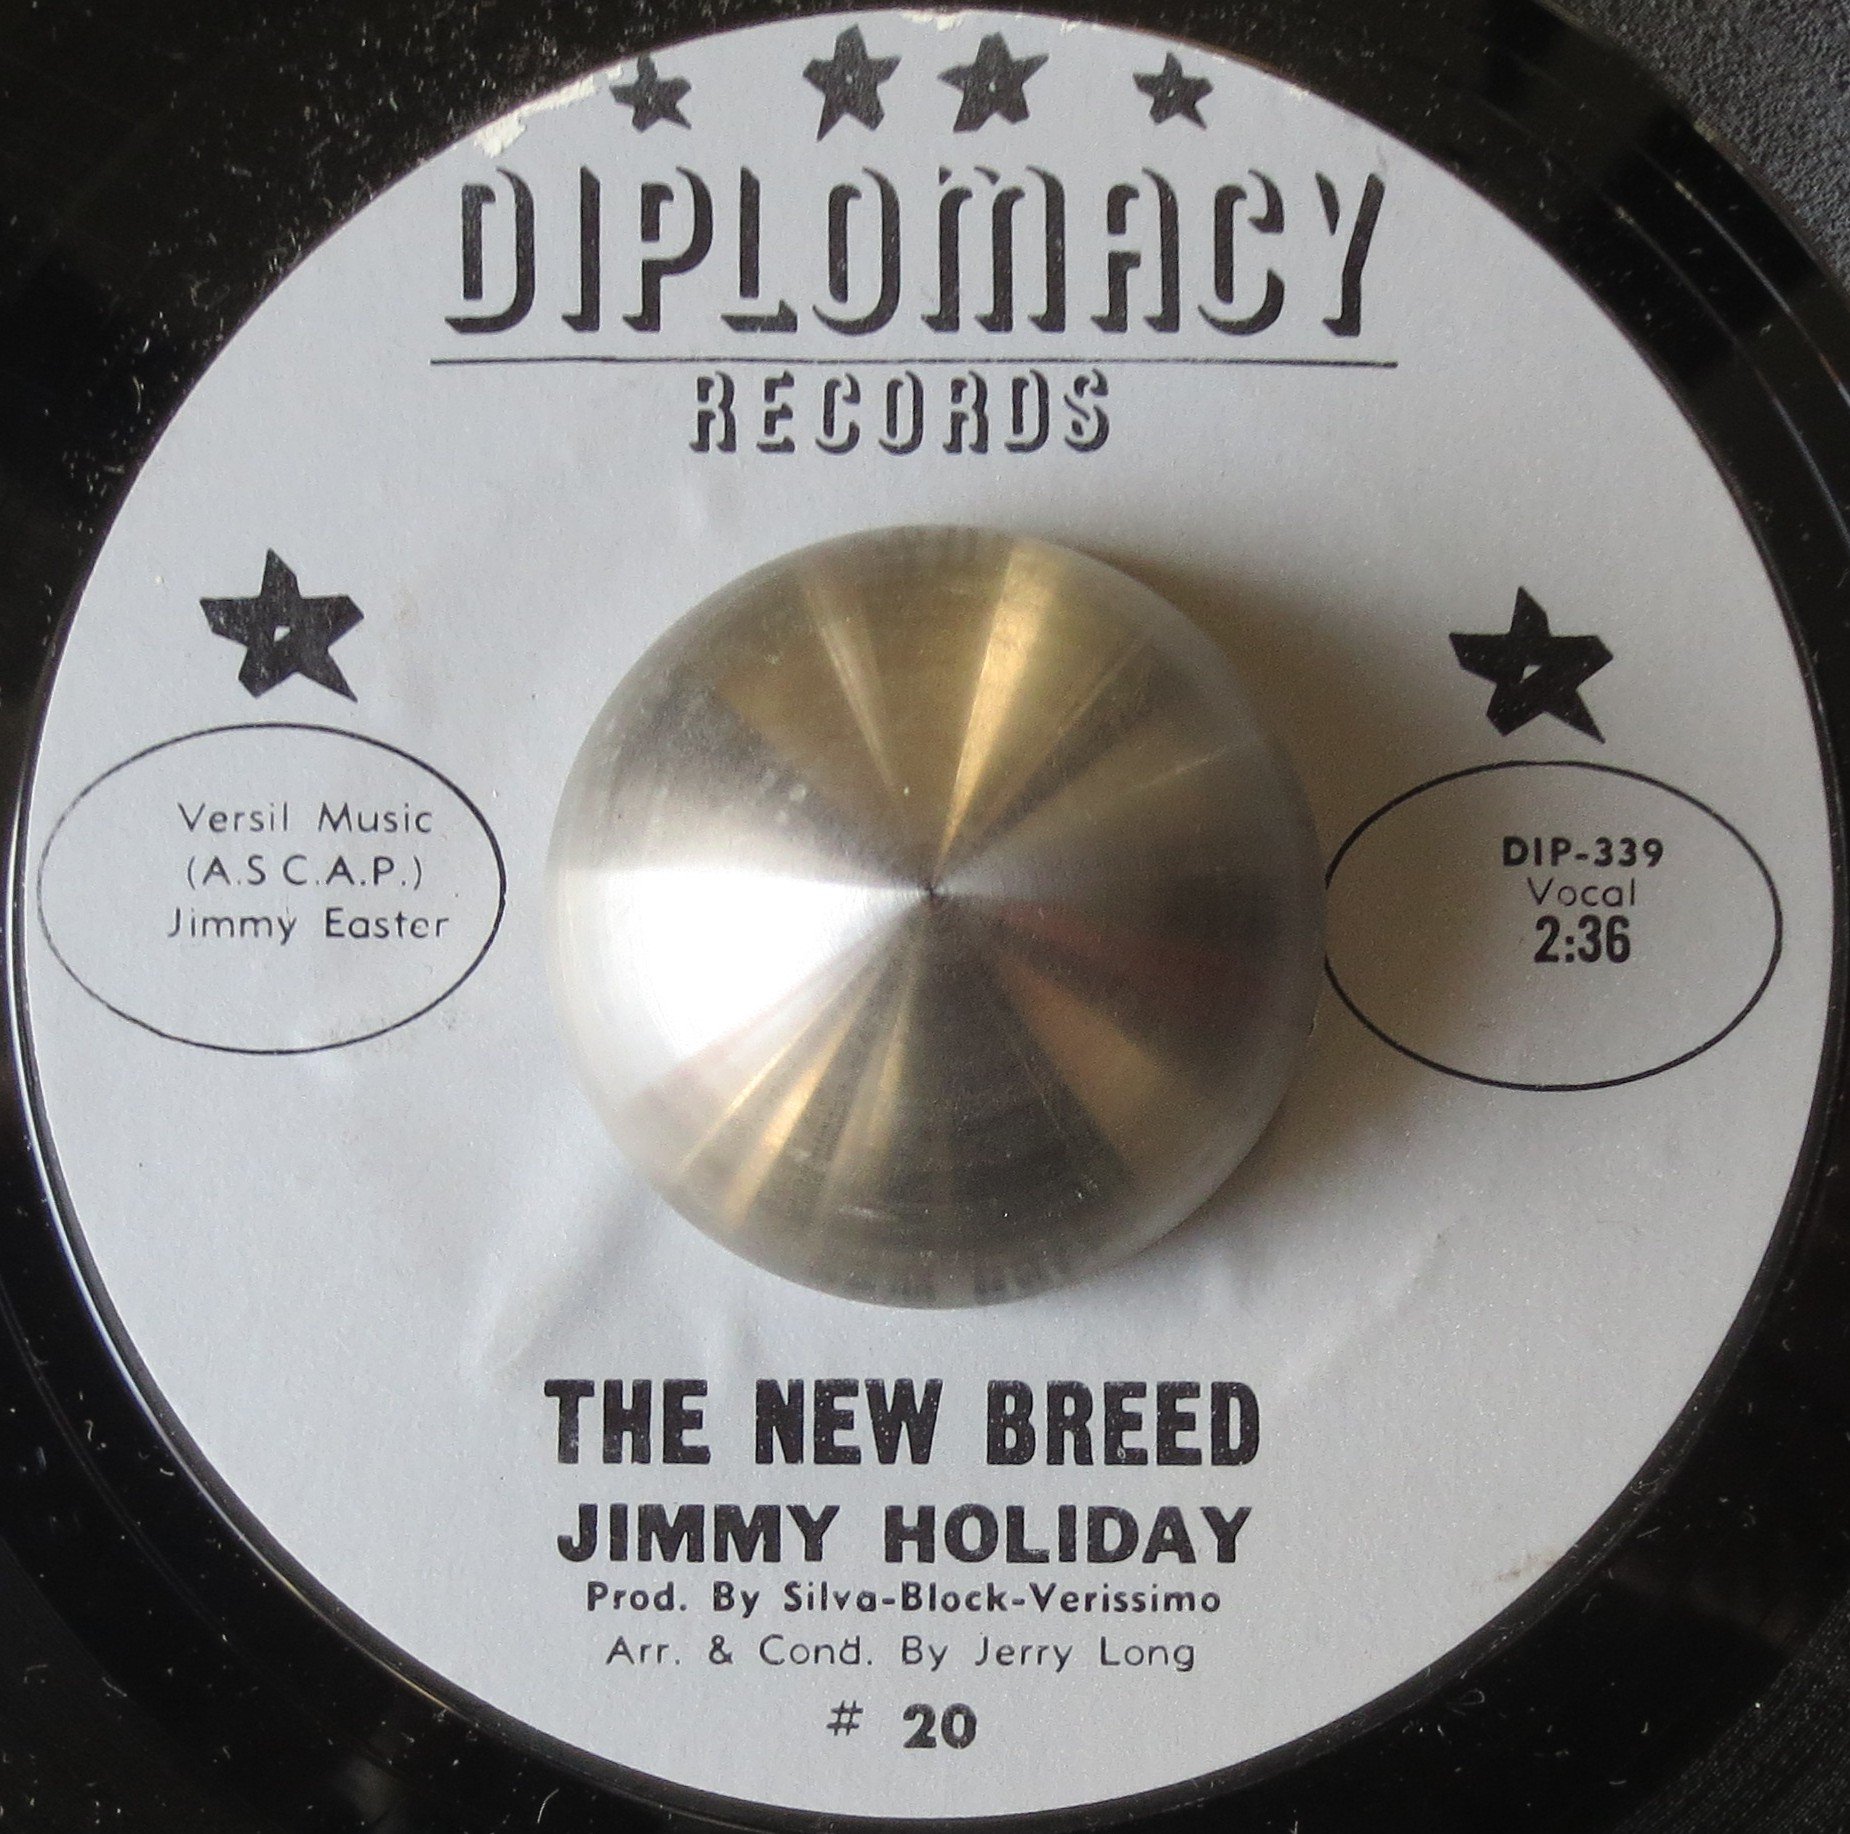 DIPLOMACY
RECORDS
Versil Music
(A.S C.A.P.)
Jimmy Easter
DIP-339
Vocal
2:36
THE NEW BREED
JIMMY HOLIDAY
Prod. By Silva-Block-Verissimo
Arr. & Cond. By Jerry Long
# 20